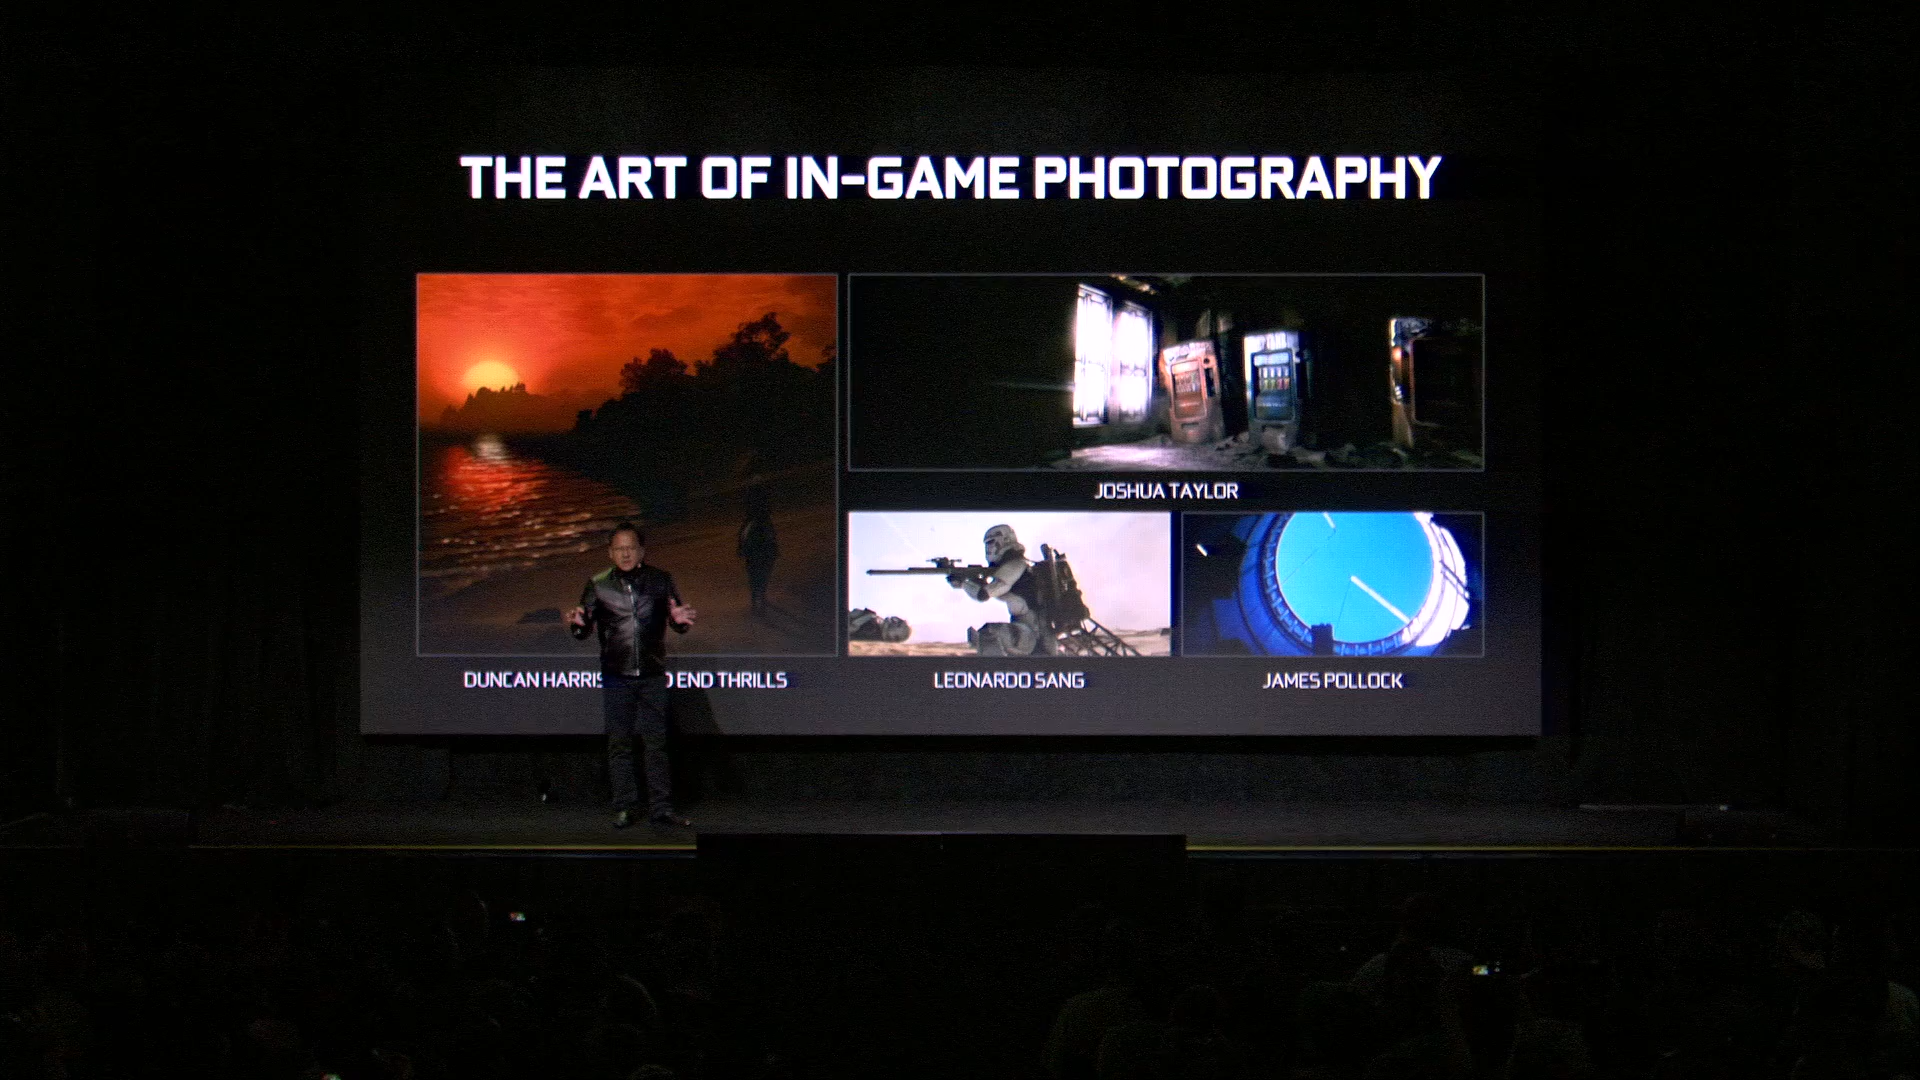 THE ART OF IN-GAME PHOTOGRAPHY
JOSHUA TAYLOR
DUNCAN HARRIS END THRILLS
LEONARDO SANG
JAMES POLLOCK